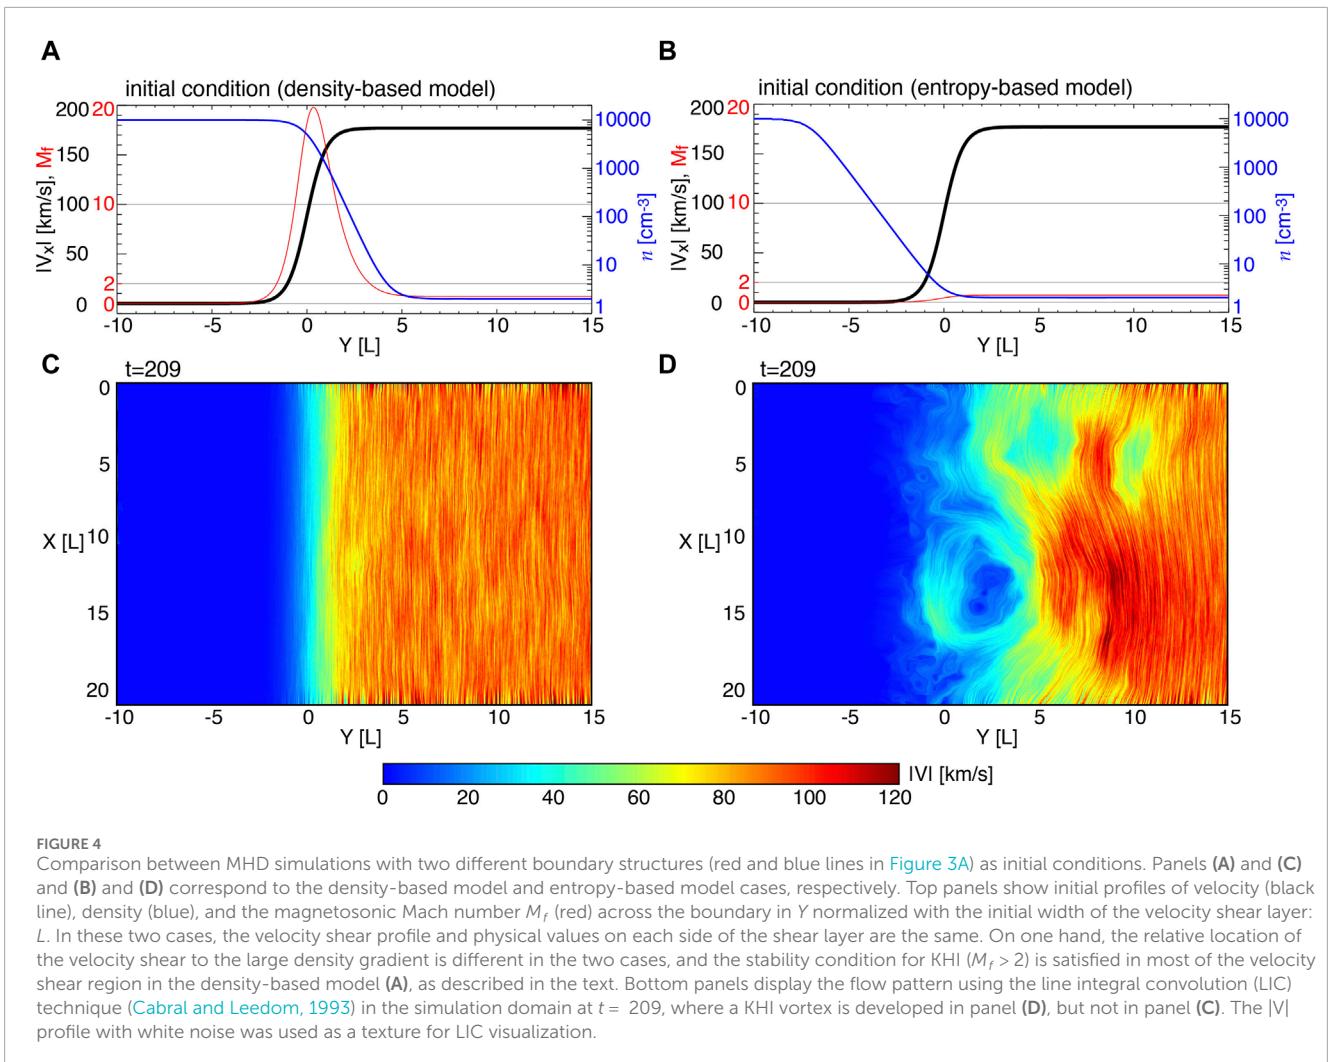 A
initial condition (density-based model)
200 20
150
100 10
50
2
0 0
|Vx| [km/s], Mf
10000
1000
100
10
1
n [cm-3]
-10 -5 0 5 10 15
Y [L]
B
initial condition (entropy-based model)
200 20
150
100 10
50
2
0 0
|Vx| [km/s], Mf
10000
1000
100
10
1
n [cm-3]
-10 -5 0 5 10 15
Y [L]
C
t=209
0
5
X [L] 10
15
20
-10 -5 0 5 10 15
Y [L]
D
t=209
0
5
X [L] 10
15
20
-10 -5 0 5 10 15
Y [L]
|V| [km/s]
0 20 40 60 80 100 120
FIGURE 4
Comparison between MHD simulations with two different boundary structures (red and blue lines in Figure 3A) as initial conditions. Panels (A) and (C)
and (B) and (D) correspond to the density-based model and entropy-based model cases, respectively. Top panels show initial profiles of velocity (black
line), density (blue), and the magnetosonic Mach number Mf (red) across the boundary in Y normalized with the initial width of the velocity shear layer:
L. In these two cases, the velocity shear profile and physical values on each side of the shear layer are the same. On one hand, the relative location of
the velocity shear to the large density gradient is different in the two cases, and the stability condition for KHI (Mf > 2) is satisfied in most of the velocity
shear region in the density-based model (A), as described in the text. Bottom panels display the flow pattern using the line integral convolution (LIC)
technique (Cabral and Leedom, 1993) in the simulation domain at t = 209, where a KHI vortex is developed in panel (D), but not in panel (C). The |V|
profile with white noise was used as a texture for LIC visualization.